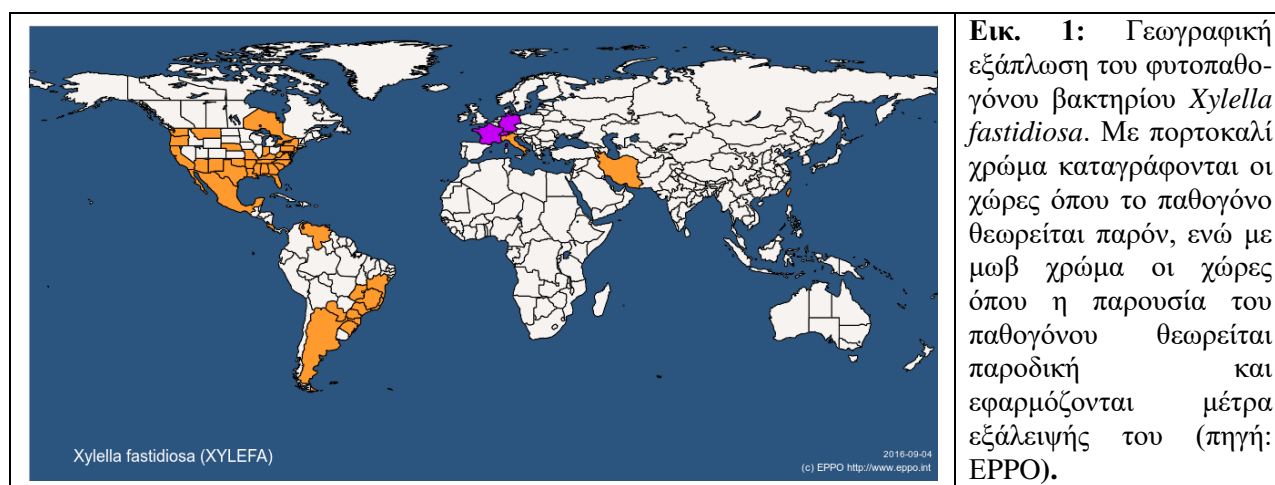 Xylella fastidiosa (XYLEFA)
2016-09-04
(c) EPPO http://www.eppo.int
Εικ. 1: Γεωγραφική
εξάπλωση του φυτοπαθο-
γόνου βακτηρίου Xylella
fastidiosa. Με πορτοκαλί
χρώμα καταγράφονται οι
χώρες όπου το παθογόνο
θεωρείται παρόν, ενώ με
μωβ χρώμα οι χώρες
όπου η παρουσία του
παθογόνου θεωρείται
παροδική και
εφαρμόζονται μέτρα
εξάλειψής του (πηγή:
EPPO).